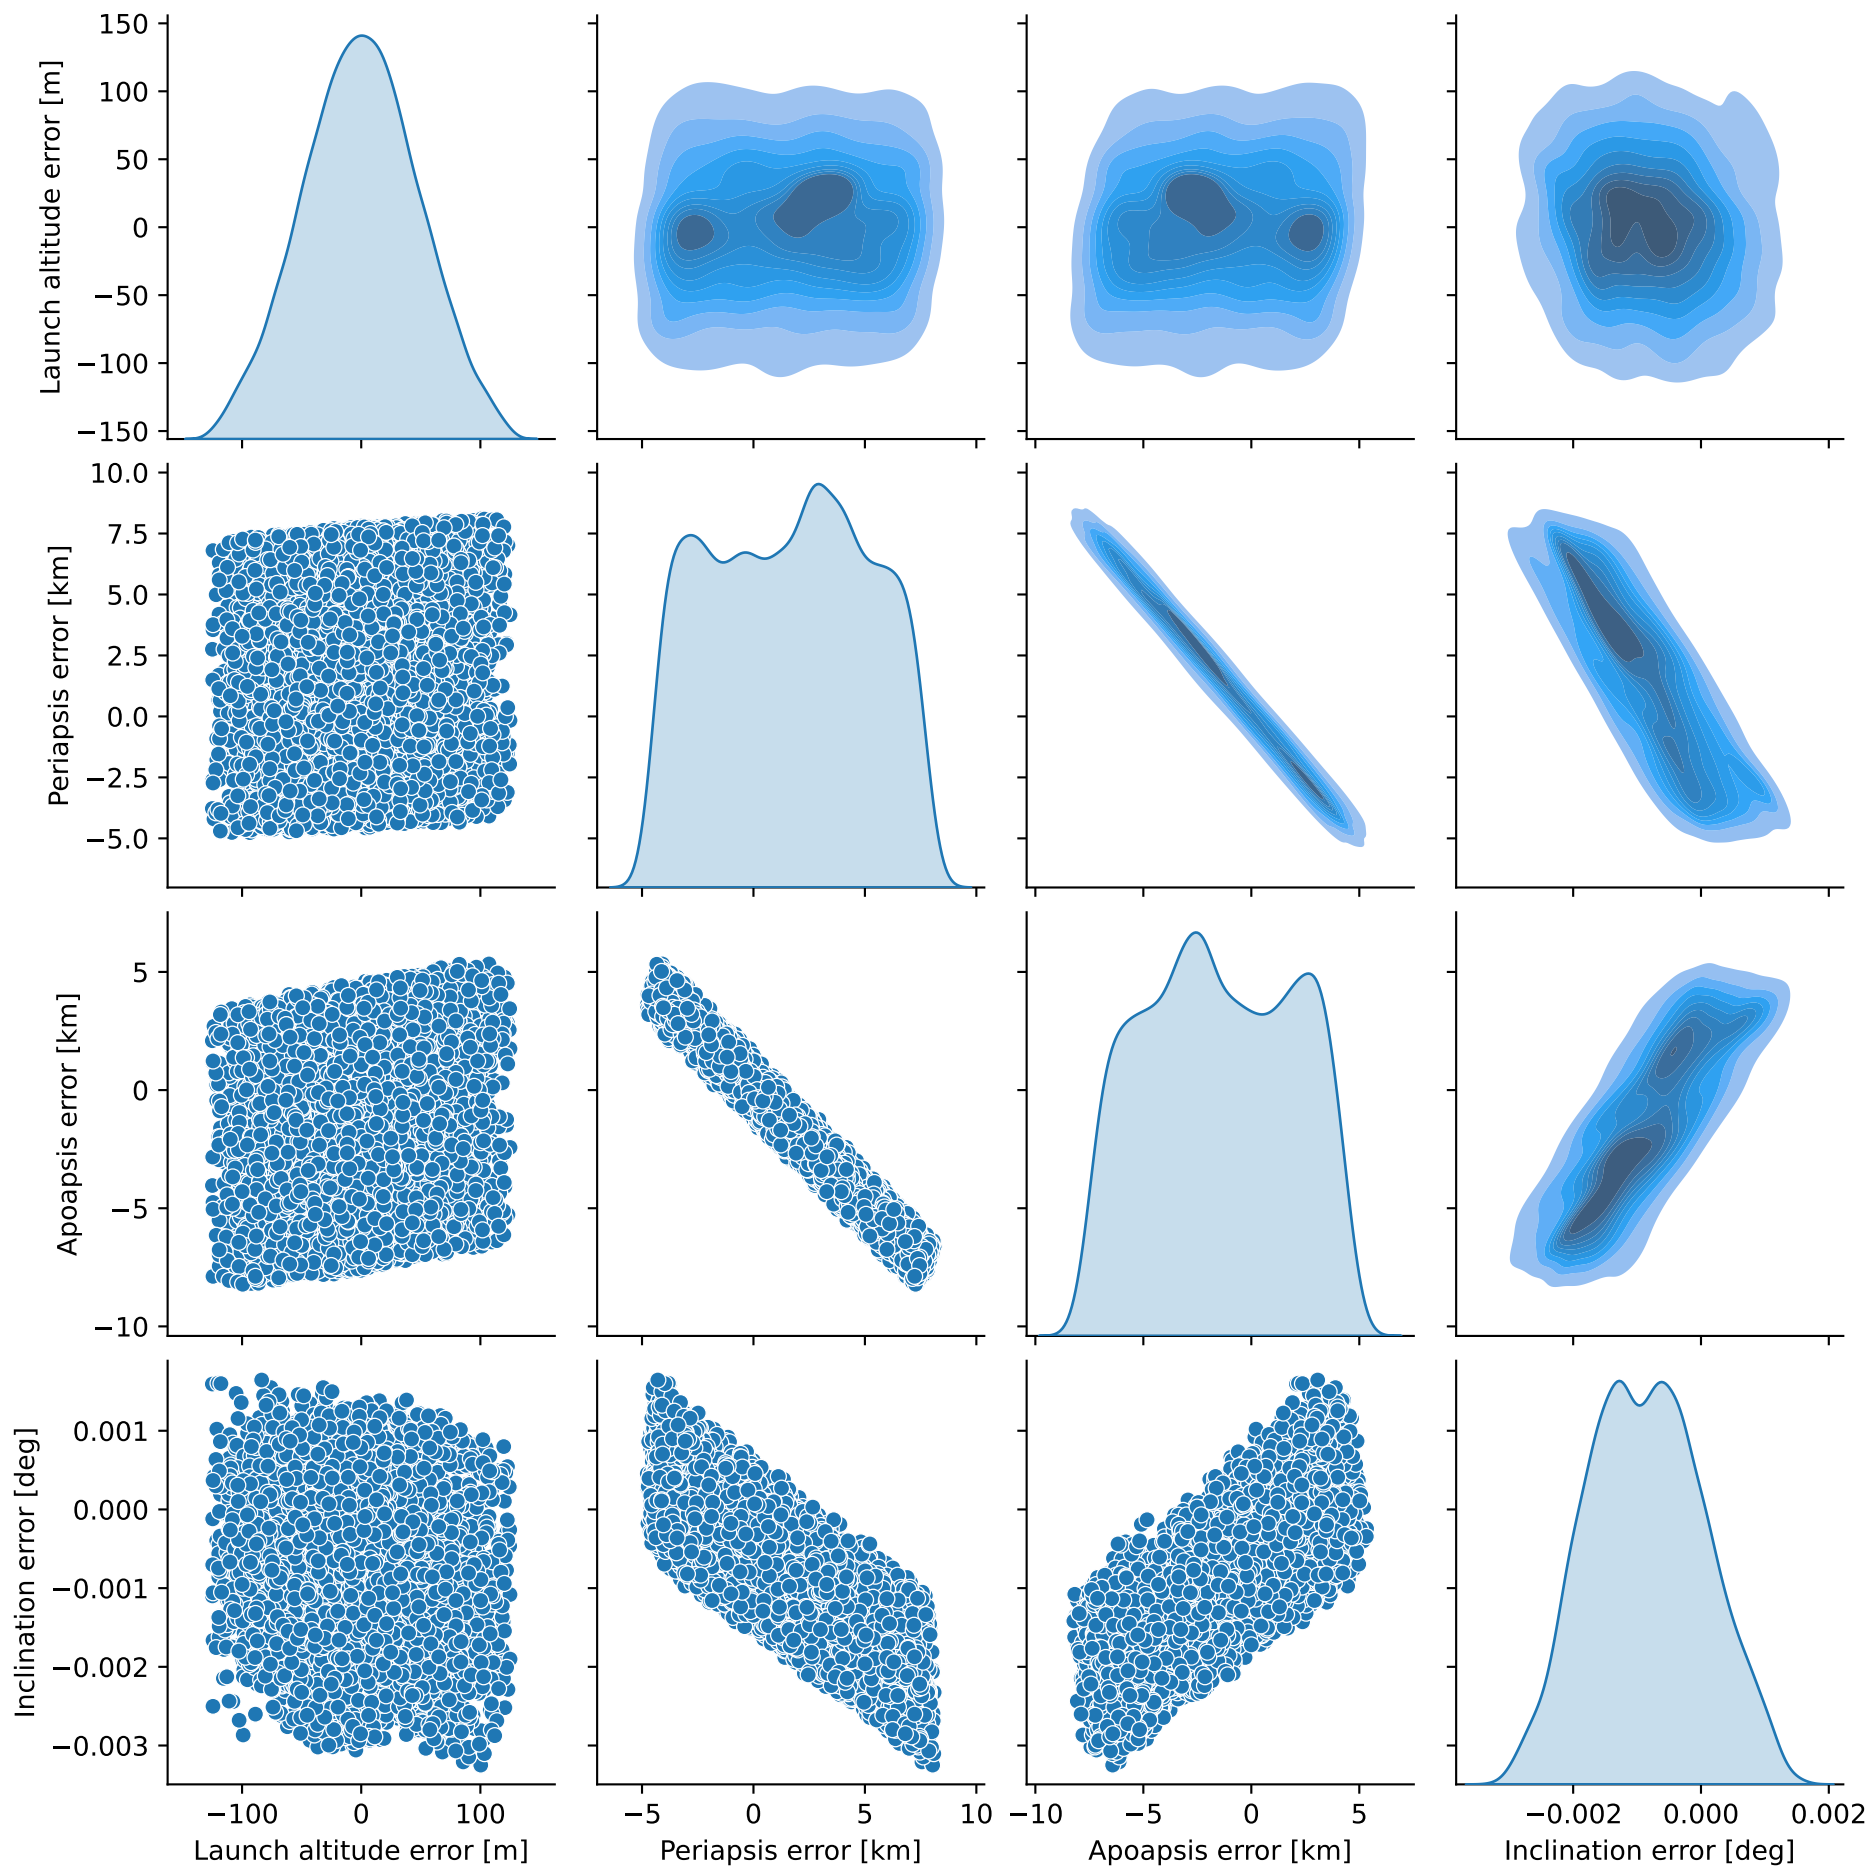 150
100
50
0
−50
−100
−150
Launch altitude error [m]
10.0
7.5
5.0
2.5
0.0
−2.5
−5.0
Periapsis error [km]
5
0
−5
−10
Apoapsis error [km]
0.001
0.000
−0.001
−0.002
−0.003
Inclination error [deg]
−100 0 100
−5 0 5 10
−10 −5 0 5
−0.002 0.000 0.002
Launch altitude error [m]
Periapsis error [km]
Apoapsis error [km]
Inclination error [deg]